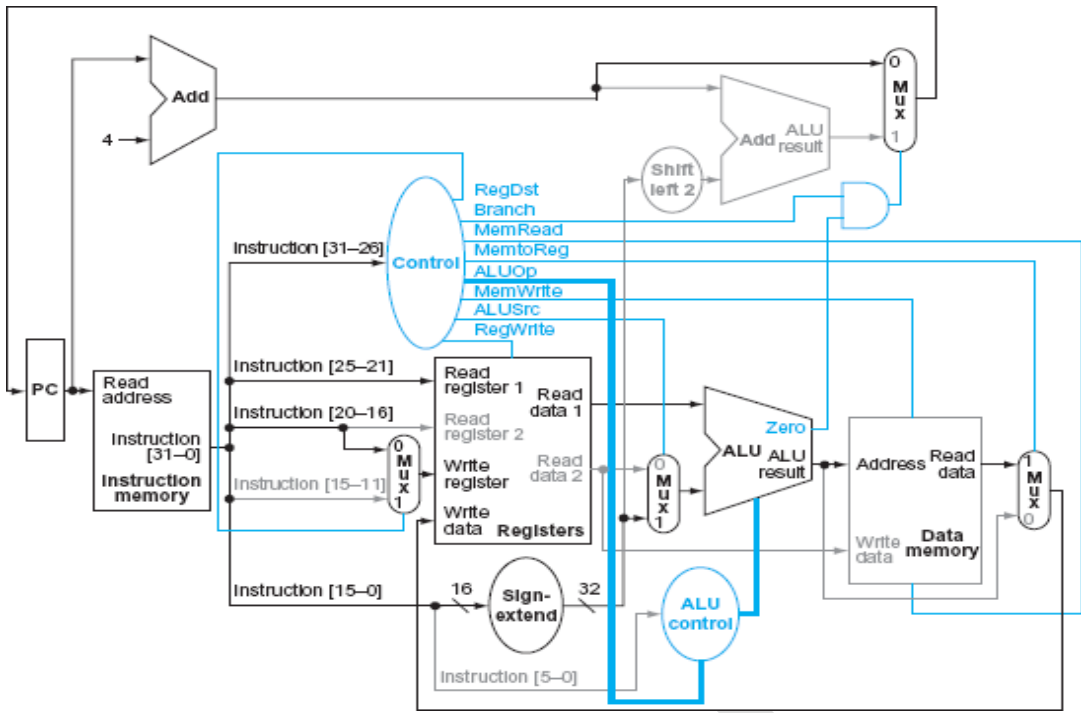 Add
4
0
Mux
1
Add
ALU
result
Shift
left 2
RegDst
Branch
MemRead
MemtoReg
ALUOp
MemWrite
ALUSrc
RegWrite
Control
Instruction [31–26]
Instruction [25–21]
Instruction [20–16]
Instruction [15–11]
Instruction [15–0]
Instruction [5–0]
PC
Read
address
Instruction
[31–0]
Instruction
memory
0
Mux
1
Read
register 1
Read
register 2
Write
register
Write
data
Read
data 1
Read
data 2
Registers
16
Sign-
extend
32
0
Mux
1
Zero
ALU
ALU
result
ALU
control
Address
Read
data
Write
data
Data
memory
1
Mux
0